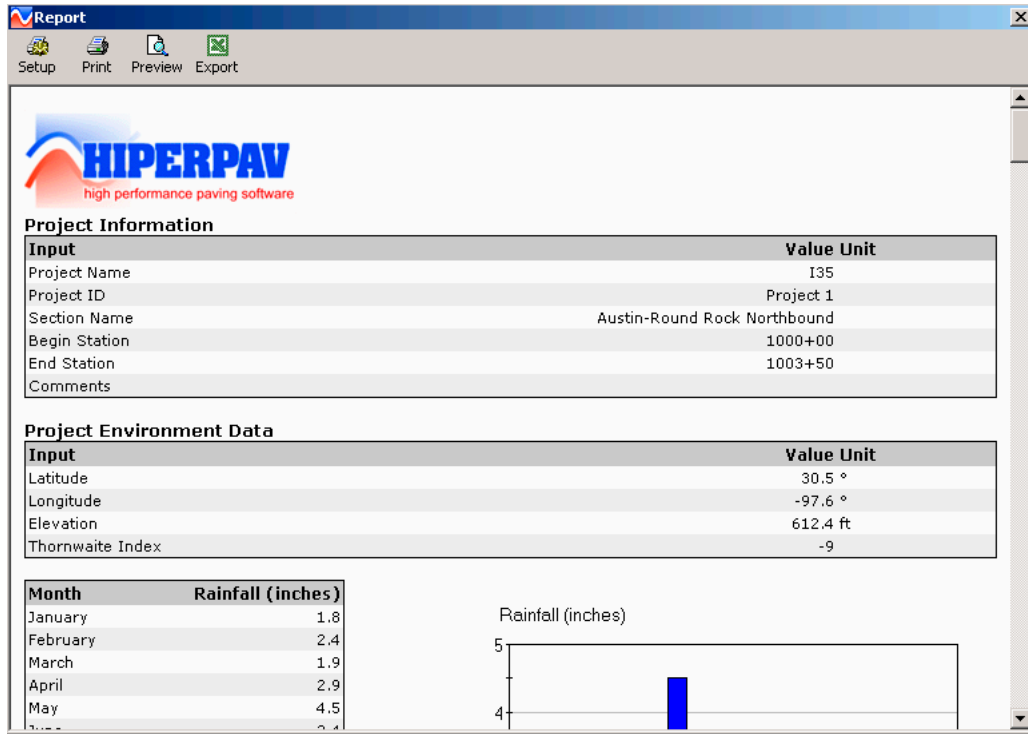 Report
Setup Print Preview Export
HIPERPAV
high performance paving software
Project Information
Input Value Unit
Project Name I35
Project ID Project 1
Section Name Austin-Round Rock Northbound
Begin Station 1000+00
End Station 1003+50
Comments
Project Environment Data
Input Value Unit
Latitude 30.5 °
Longitude -97.6 °
Elevation 612.4 ft
Thornwaite Index -9
Month Rainfall (inches)
January 1.8
February 2.4
March 1.9
April 2.9
May 4.5
Rainfall (inches)
5
4